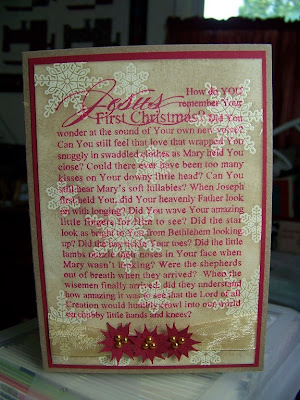 Jesus How do YOU
remember Your
First Christmas? Did You
wonder at the sound of Your own new voice?
Can You still feel that love that wrapped You
snuggly in swaddled clothes as Mary held You
close? Could there ever have been too many
kisses on Your downy little head? Can You
still hear Mary's soft lullabies? When Joseph
first held You, did Your heavenly Father look
on with longing? Did You wave Your amazing
little fingers for Him to see? Did the star
look as bright to You from Bethlehem looking
up? Did the hay tickle Your toes? Did the little
lambs nuzzle their noses in Your face when
Mary wasn't looking? Were the shepherds
out of breath when they arrived? When the
wisemen finally arrived, did they understand
how amazing it was to see that the Lord of all
Creation would humbly crawl into our world
on chubby little hands and knees?